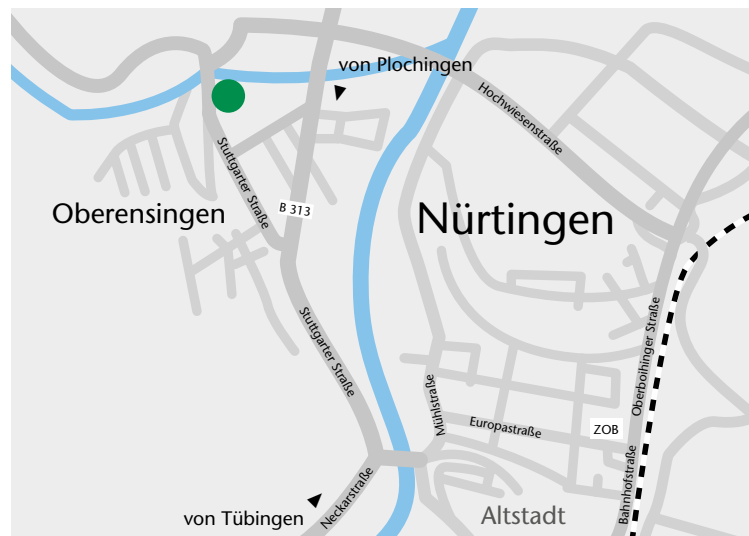 von Plochingen
Hochwiesenstraße
Stuttgarter Straße
Oberensingen
B 313
Nürtingen
Stuttgarter Straße
Oberboihinger Straße
Mühlstraße
Europastraße
ZOB
Bahnhofstraße
Neckarstraße
von Tübingen
Altstadt